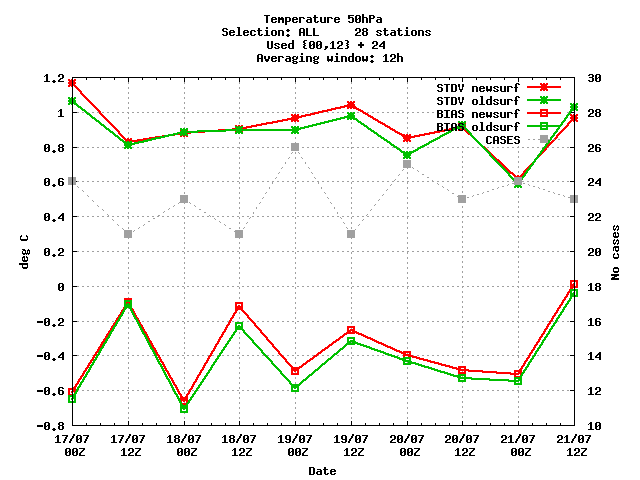 Temperature 50hPa
Selection: ALL     28 stations
Used {00,12} + 24
Averaging window: 12h
1.2
1
0.8
0.6
0.4
0.2
0
-0.2
-0.4
-0.6
-0.8
deg C
STDV newsurf
STDV oldsurf
BIAS newsurf
BIAS oldsurf
CASES
30
28
26
24
22
20
18
16
14
12
10
No cases
17/07 17/07 18/07 18/07 19/07 19/07 20/07 20/07 21/07 21/07
00Z 12Z 00Z 12Z 00Z 12Z 00Z 12Z 00Z 12Z
Date